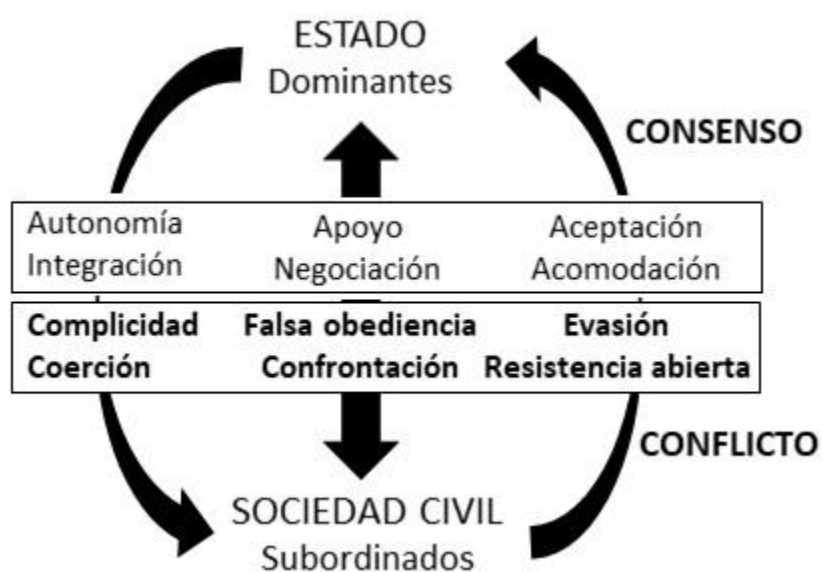 ESTADO
Dominantes
CONSENSO
Autonomía Apoyo Aceptación
Integración Negociación Acomodación
Complicidad Falsa obediencia Evasión
Coerción Confrontación Resistencia abierta
CONFLICTO
SOCIEDAD CIVIL
Subordinados